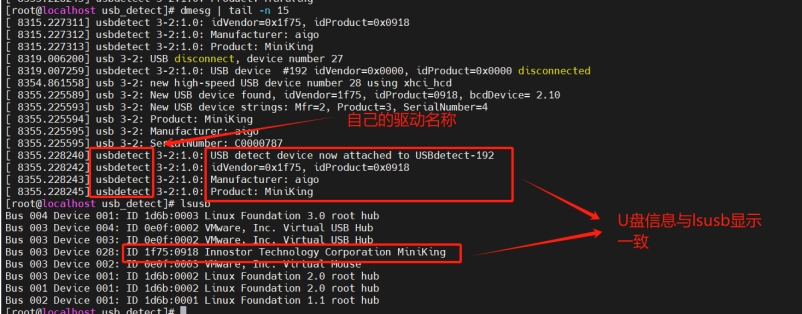 [root@localhost usb_detect]# dmesg | tail -n 15
[ 8315.227311] usbdetect 3-2:1.0: idVendor=0x1f75, idProduct=0x0918
[ 8315.227312] usbdetect 3-2:1.0: Manufacturer: aigo
[ 8315.227313] usbdetect 3-2:1.0: Product: MiniKing
[ 8319.006200] usb 3-2: USB disconnect, device number 27
[ 8319.007259] usbdetect 3-2:1.0: USB device  #192 idVendor=0x0000, idProduct=0x0000 disconnected
[ 8354.861558] usb 3-2: new high-speed USB device number 28 using xhci_hcd
[ 8355.225589] usb 3-2: New USB device found, idVendor=1f75, idProduct=0918, bcdDevice= 2.10
[ 8355.225593] usb 3-2: New USB device strings: Mfr=2, Product=3, SerialNumber=4
[ 8355.225594] usb 3-2: Product: MiniKing
[ 8355.225595] usb 3-2: Manufacturer: aigo
自己的驱动名称
[ 8355.225595] usb 3-2: SerialNumber: C0000787
[ 8355.228240] usbdetect 3-2:1.0: USB detect device now attached to USBdetect-192
[ 8355.228242] usbdetect 3-2:1.0: idVendor=0x1f75, idProduct=0x0918
[ 8355.228243] usbdetect 3-2:1.0: Manufacturer: aigo
[ 8355.228245] usbdetect 3-2:1.0: Product: MiniKing
[root@localhost usb_detect]# lsusb
Bus 004 Device 001: ID 1d6b:0003 Linux Foundation 3.0 root hub
U盘信息与lsusb显示
一致
Bus 003 Device 004: ID 0e0f:0002 VMware, Inc. Virtual USB Hub
Bus 003 Device 003: ID 0e0f:0002 VMware, Inc. Virtual USB Hub
Bus 003 Device 028: ID 1f75:0918 Innostor Technology Corporation MiniKing
Bus 003 Device 002: ID 0e0f:0003 VMware, Inc. Virtual Mouse
Bus 003 Device 001: ID 1d6b:0002 Linux Foundation 2.0 root hub
Bus 001 Device 001: ID 1d6b:0002 Linux Foundation 2.0 root hub
Bus 002 Device 001: ID 1d6b:0001 Linux Foundation 1.1 root hub
[root@localhost usb_detect]#